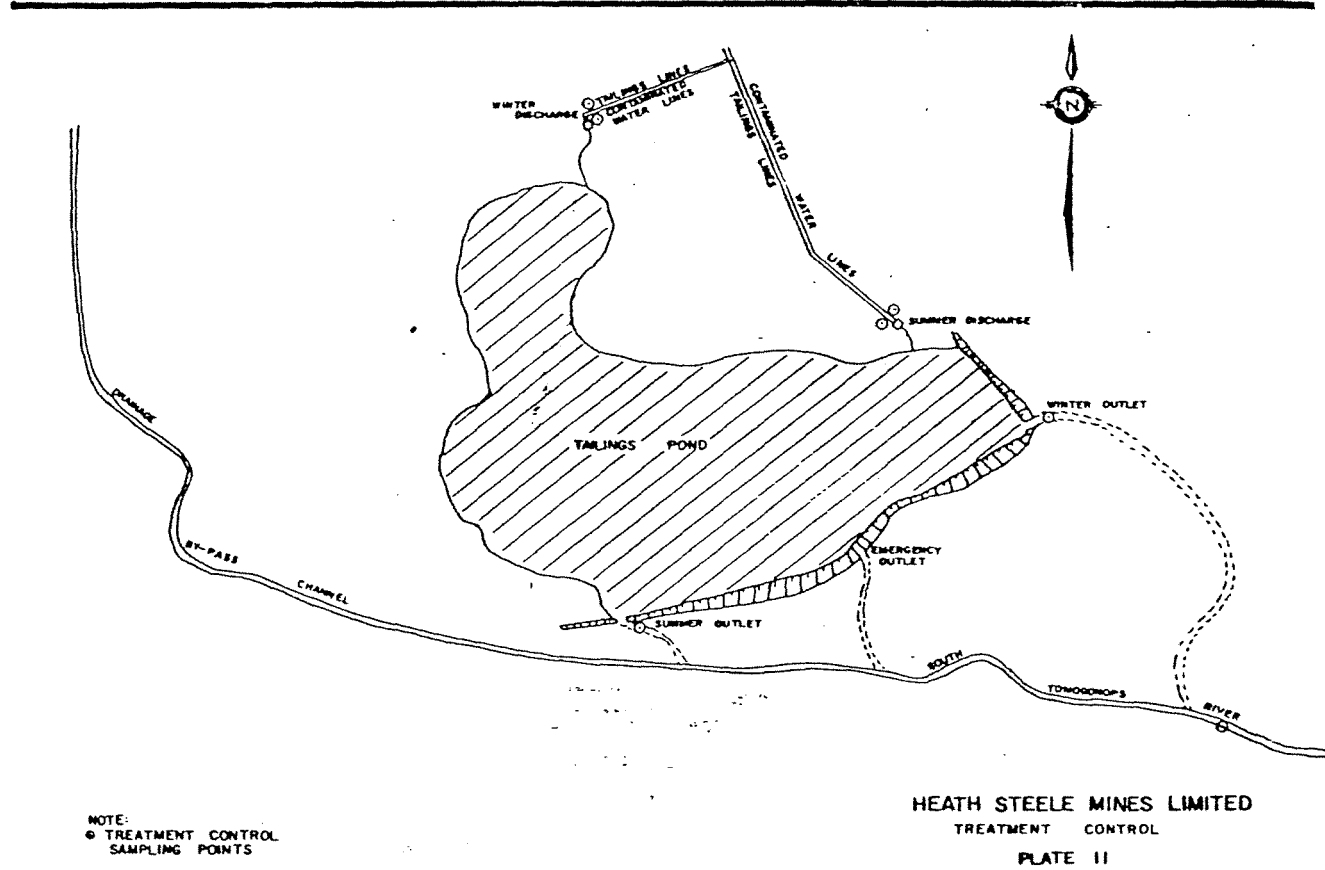 TAILINGS LINES
WINTER
DISCHARGE
CONTAMINATED
WATER LINES
CONTAMINATED WATER LINES
TAILINGS LINES
N
SUMMER DISCHARGE
WINTER OUTLET
DRAINAGE
TAILINGS POND
BY-PASS
CHANNEL
EMERGENCY
OUTLET
SUMMER OUTLET
SOUTH
TOMOGONOPS
RIVER
NOTE:
TREATMENT CONTROL
SAMPLING POINTS
HEATH STEELE MINES LIMITED
TREATMENT CONTROL
PLATE II